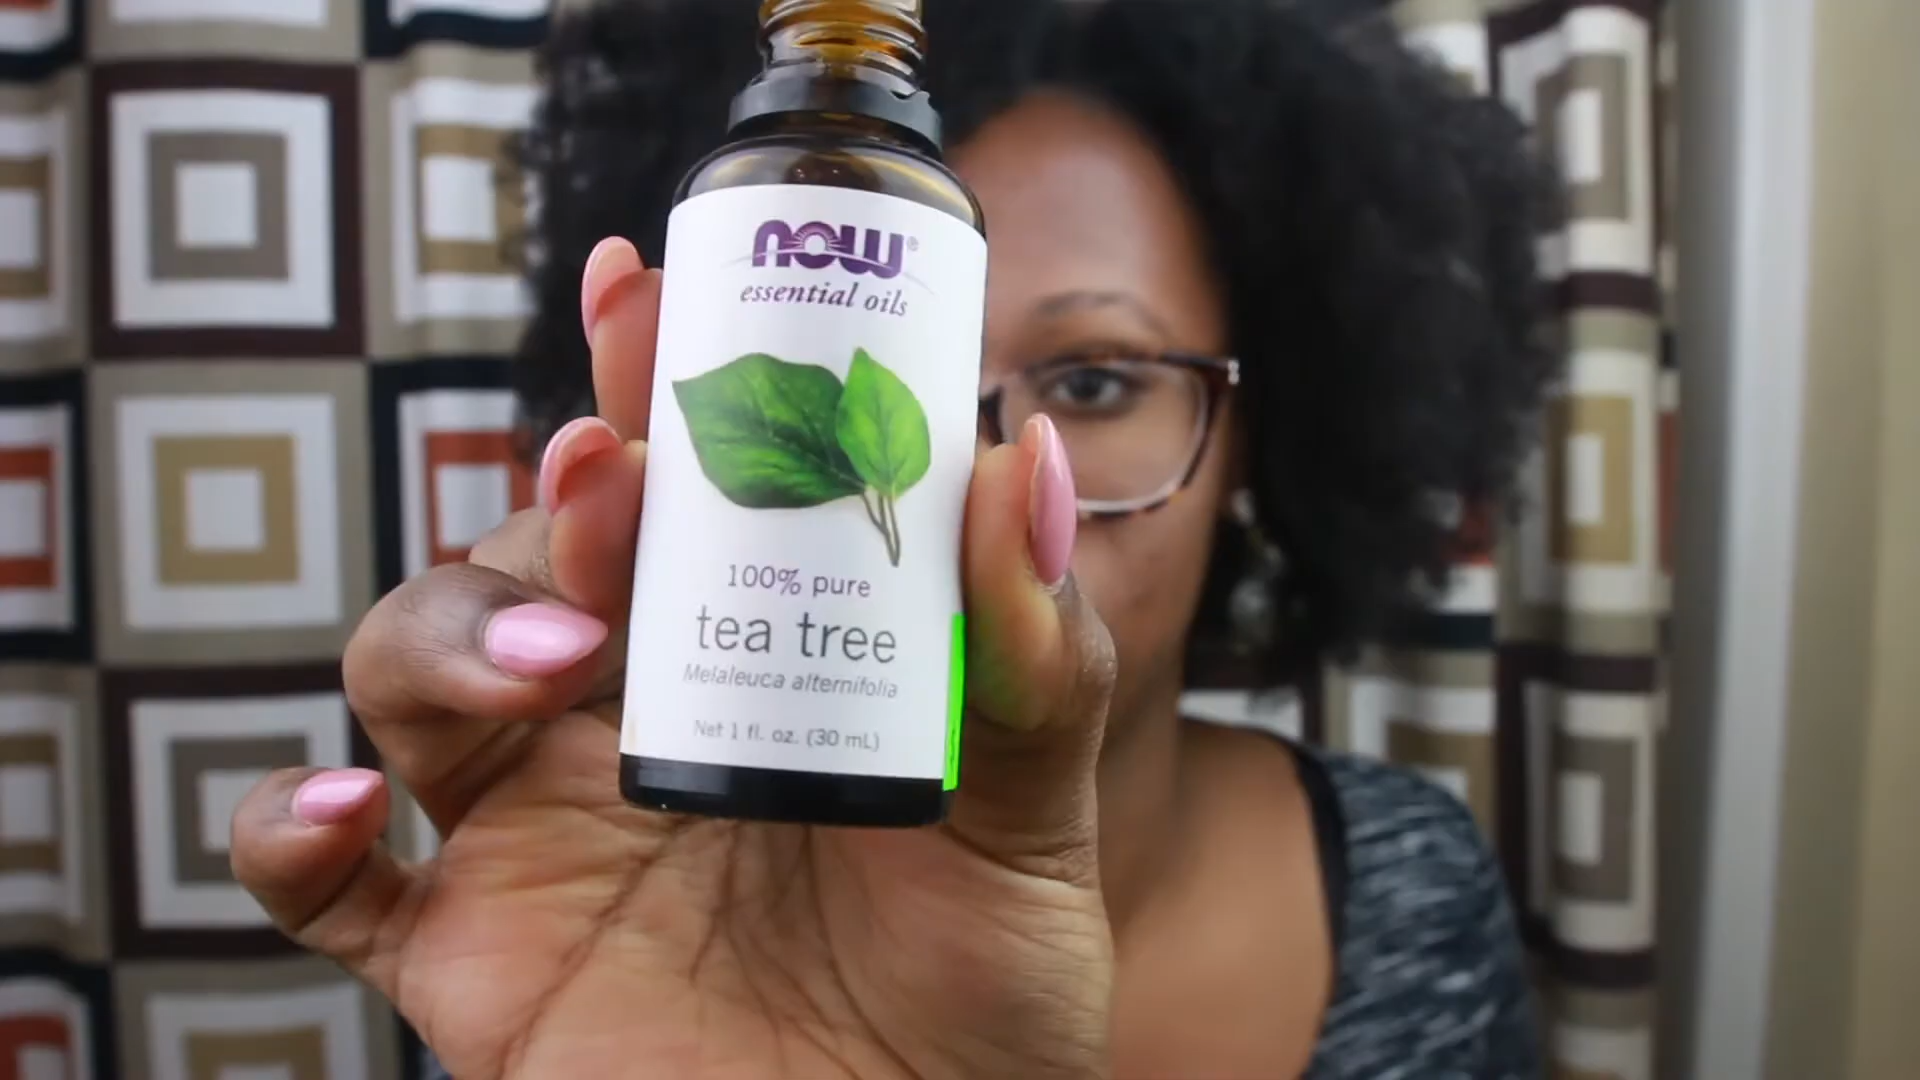 now®
essential oils
100% pure
tea tree
Melaleuca alternifolia
Net 1 fl. oz. (30 mL)